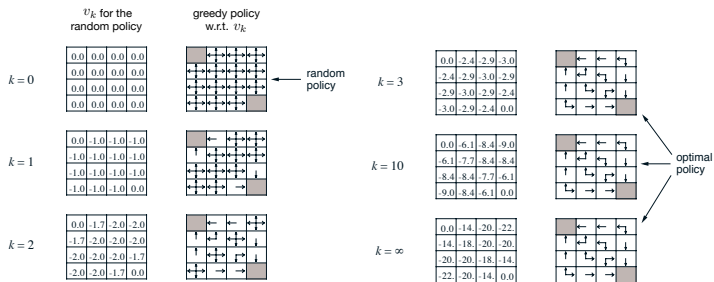 v_k for the
random policy
greedy policy
w.r.t. v_k
k = 0
0.0 0.0 0.0 0.0
0.0 0.0 0.0 0.0
0.0 0.0 0.0 0.0
0.0 0.0 0.0 0.0
random
policy
k = 1
0.0 -1.0 -1.0 -1.0
-1.0 -1.0 -1.0 -1.0
-1.0 -1.0 -1.0 -1.0
-1.0 -1.0 -1.0 0.0
k = 2
0.0 -1.7 -2.0 -2.0
-1.7 -2.0 -2.0 -2.0
-2.0 -2.0 -2.0 -1.7
-2.0 -2.0 -1.7 0.0
k = 3
0.0 -2.4 -2.9 -3.0
-2.4 -2.9 -3.0 -2.9
-2.9 -3.0 -2.9 -2.4
-3.0 -2.9 -2.4 0.0
k = 10
0.0 -6.1 -8.4 -9.0
-6.1 -7.7 -8.4 -8.4
-8.4 -8.4 -7.7 -6.1
-9.0 -8.4 -6.1 0.0
optimal
policy
k = ∞
0.0 -14. -20. -22.
-14. -18. -20. -20.
-20. -20. -18. -14.
-22. -20. -14. 0.0